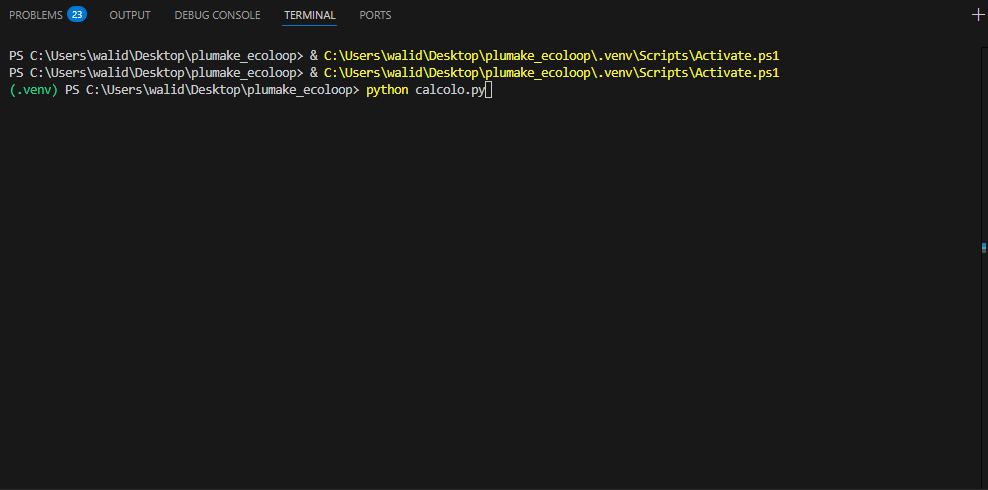 PROBLEMS 23 OUTPUT DEBUG CONSOLE TERMINAL PORTS
PS C:\Users\walid\Desktop\plumake_ecoloop> & C:\Users\walid\Desktop\plumake_ecoloop\.venv\Scripts\Activate.ps1
PS C:\Users\walid\Desktop\plumake_ecoloop> & C:\Users\walid\Desktop\plumake_ecoloop\.venv\Scripts\Activate.ps1
(.venv) PS C:\Users\walid\Desktop\plumake_ecoloop> python calcolo.py